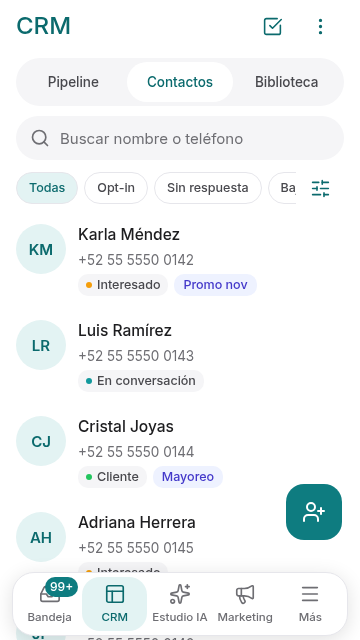 CRM
Pipeline
Contactos
Biblioteca
Buscar nombre o teléfono
Todas
Opt-in
Sin respuesta
Ba
KM
Karla Méndez
+52 55 5550 0142
Interesado
Promo nov
LR
Luis Ramírez
+52 55 5550 0143
En conversación
CJ
Cristal Joyas
+52 55 5550 0144
Cliente
Mayoreo
AH
Adriana Herrera
+52 55 5550 0145
Interesado
99+
Bandeja
CRM
Estudio IA
Marketing
Más